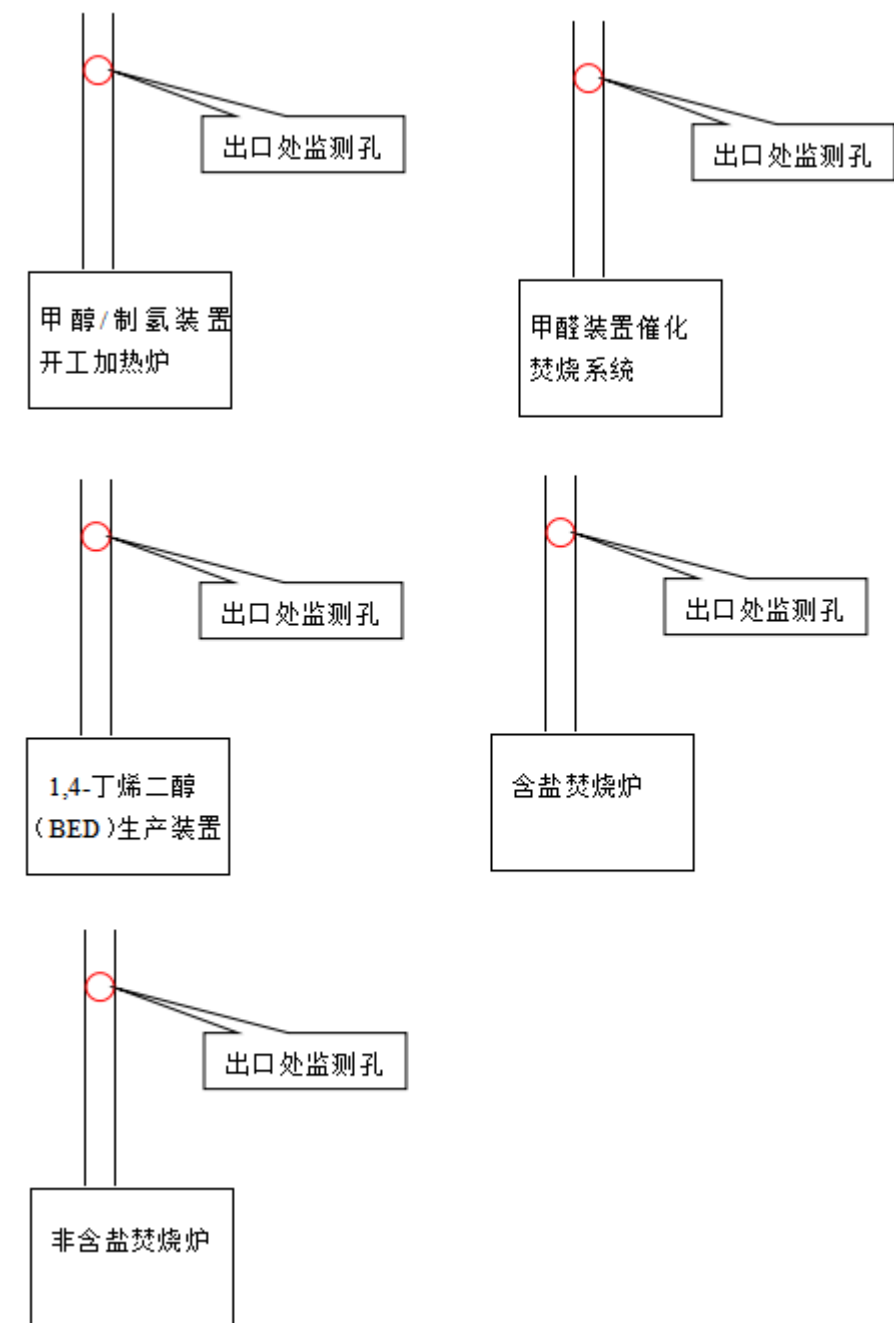 出口处监测孔
出口处监测孔
甲醇/制氢装置
开工加热炉
甲醛装置催化
焚烧系统
出口处监测孔
出口处监测孔
1,4-丁烯二醇
（BED）生产装置
含盐焚烧炉
出口处监测孔
非含盐焚烧炉